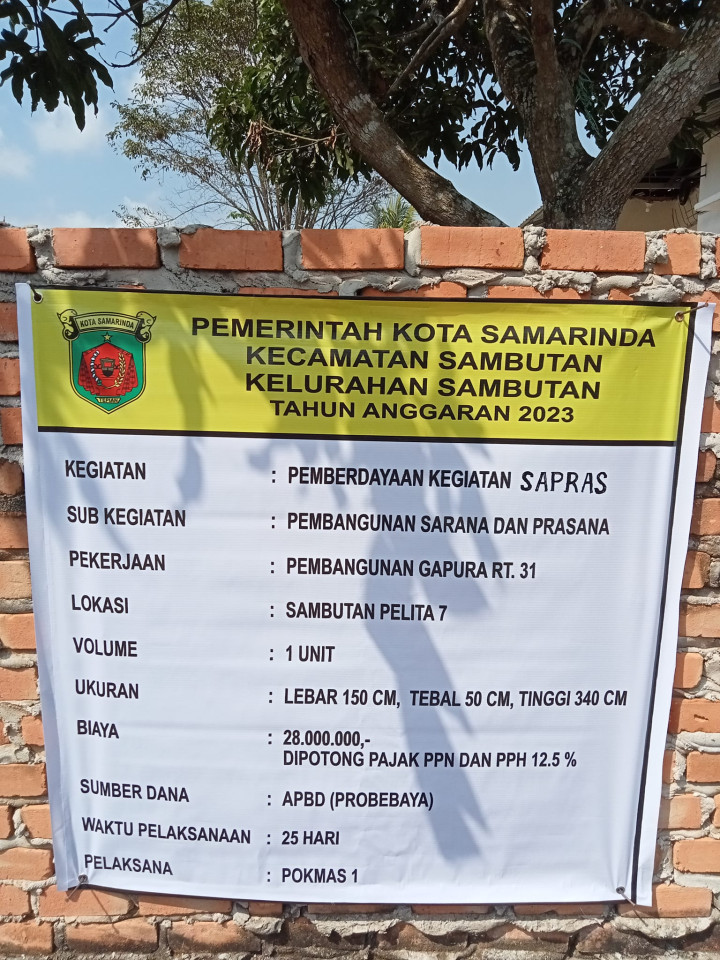 KOTA SAMARINDA
TEPIAN
PEMERINTAH KOTA SAMARINDA
KECAMATAN SAMBUTAN
KELURAHAN SAMBUTAN
TAHUN ANGGARAN 2023
KEGIATAN : PEMBERDAYAAN KEGIATAN SAPRAS
SUB KEGIATAN : PEMBANGUNAN SARANA DAN PRASANA
PEKERJAAN : PEMBANGUNAN GAPURA RT. 31
LOKASI : SAMBUTAN PELITA 7
VOLUME : 1 UNIT
UKURAN : LEBAR 150 CM, TEBAL 50 CM, TINGGI 340 CM
BIAYA : 28.000.000,-
DIPOTONG PAJAK PPN DAN PPH 12.5 %
SUMBER DANA : APBD (PROBEBAYA)
WAKTU PELAKSANAAN : 25 HARI
PELAKSANA : POKMAS 1